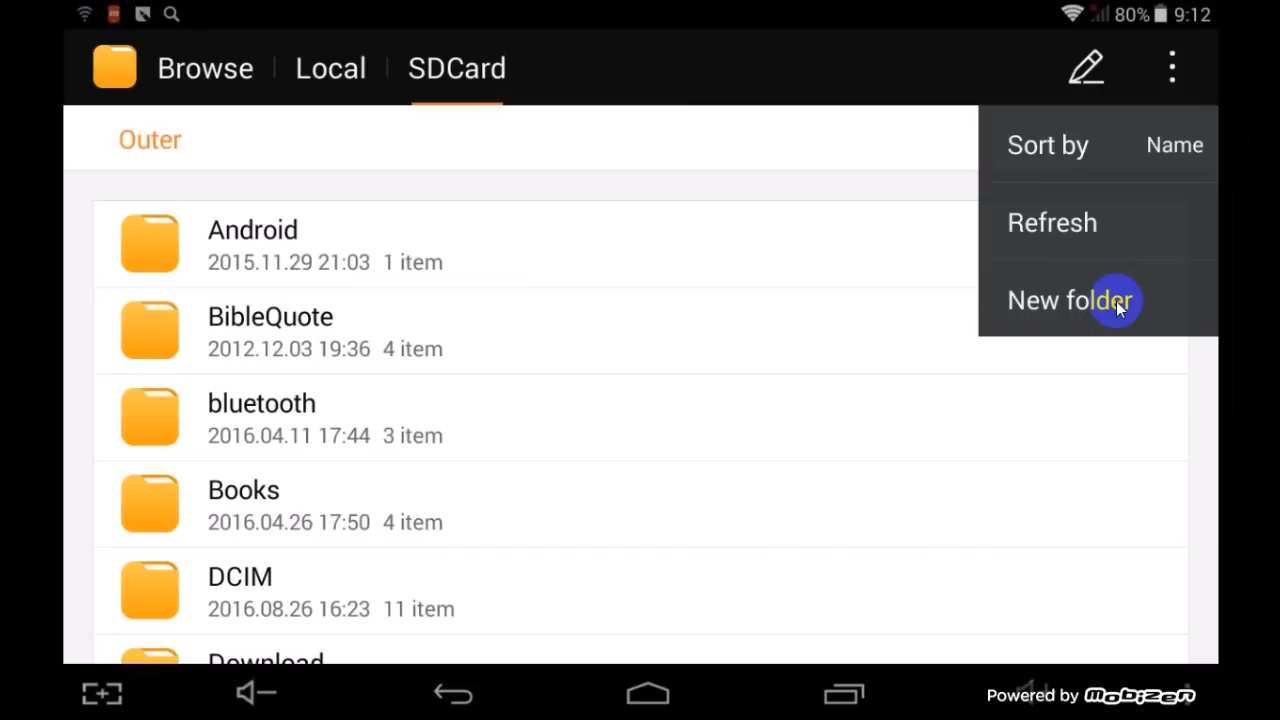 80% 9:12
Browse Local SDCard
Outer
Sort by Name
Refresh
New folder
Android
2015.11.29 21:03 1 item
BibleQuote
2012.12.03 19:36 4 item
bluetooth
2016.04.11 17:44 3 item
Books
2016.04.26 17:50 4 item
DCIM
2016.08.26 16:23 11 item
Download
Powered by mobizen